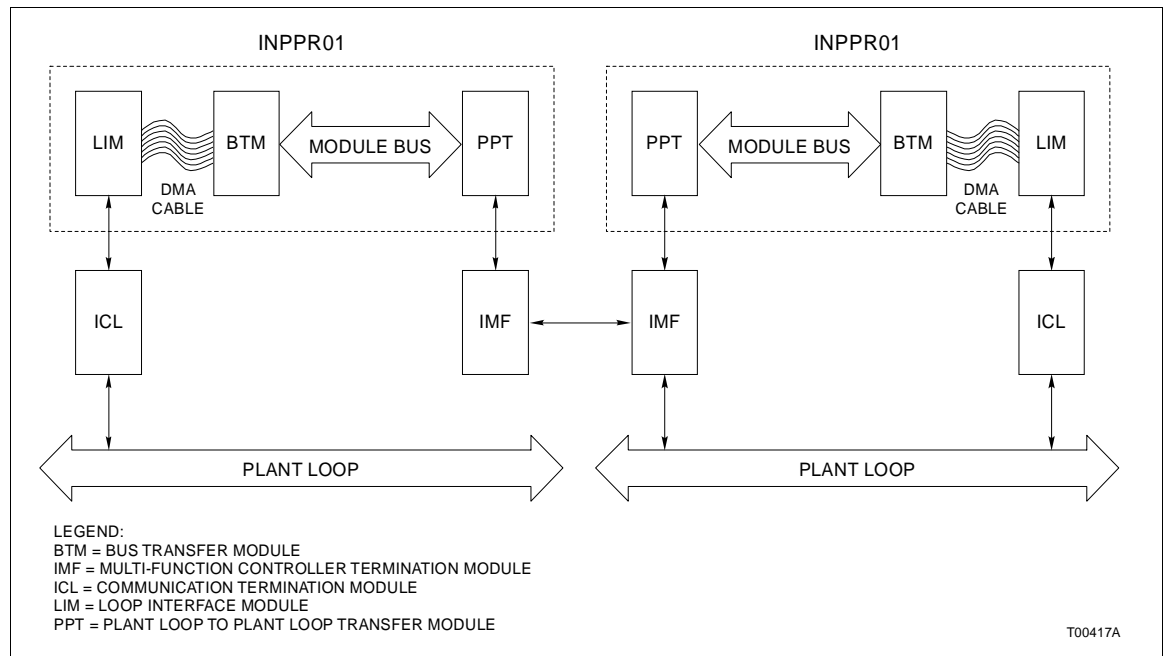 INPPR01
LIM
DMA
CABLE
BTM
MODULE BUS
PPT
ICL
IMF
PLANT LOOP
INPPR01
PPT
MODULE BUS
BTM
DMA
CABLE
LIM
IMF
ICL
PLANT LOOP
LEGEND:
BTM = BUS TRANSFER MODULE
IMF = MULTI-FUNCTION CONTROLLER TERMINATION MODULE
ICL = COMMUNICATION TERMINATION MODULE
LIM = LOOP INTERFACE MODULE
PPT = PLANT LOOP TO PLANT LOOP TRANSFER MODULE
T00417A